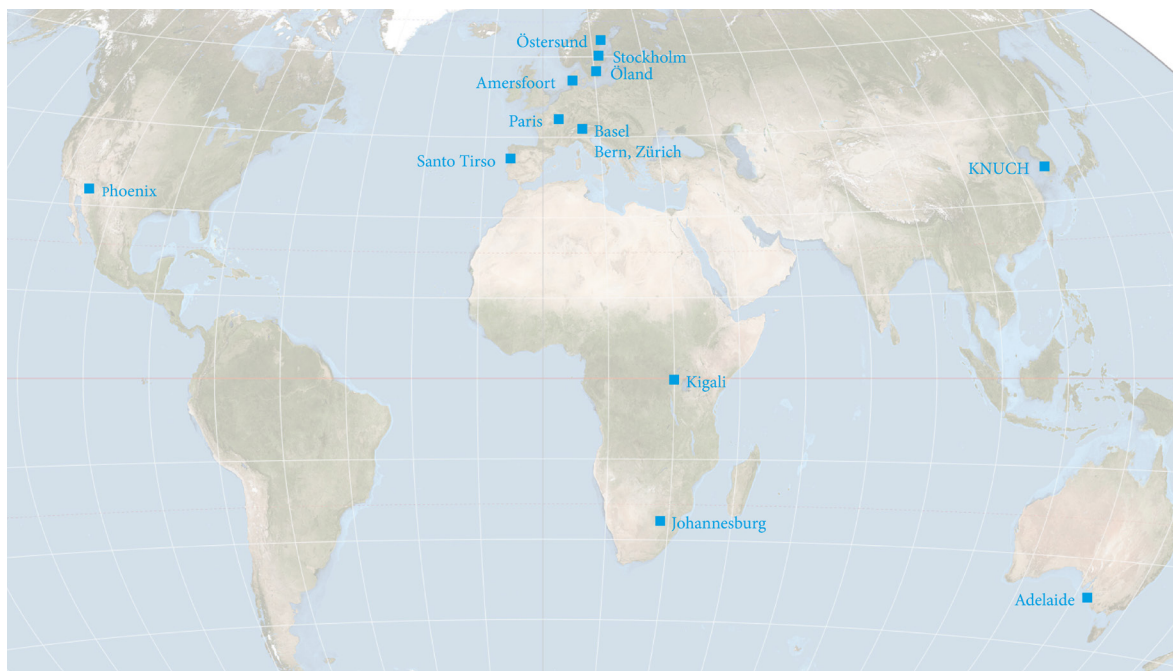 Östersund
Stockholm
Öland
Amersfoort
Paris
Basel
Bern, Zürich
Santo Tirso
KNUCH
Phoenix
Kigali
Johannesburg
Adelaide